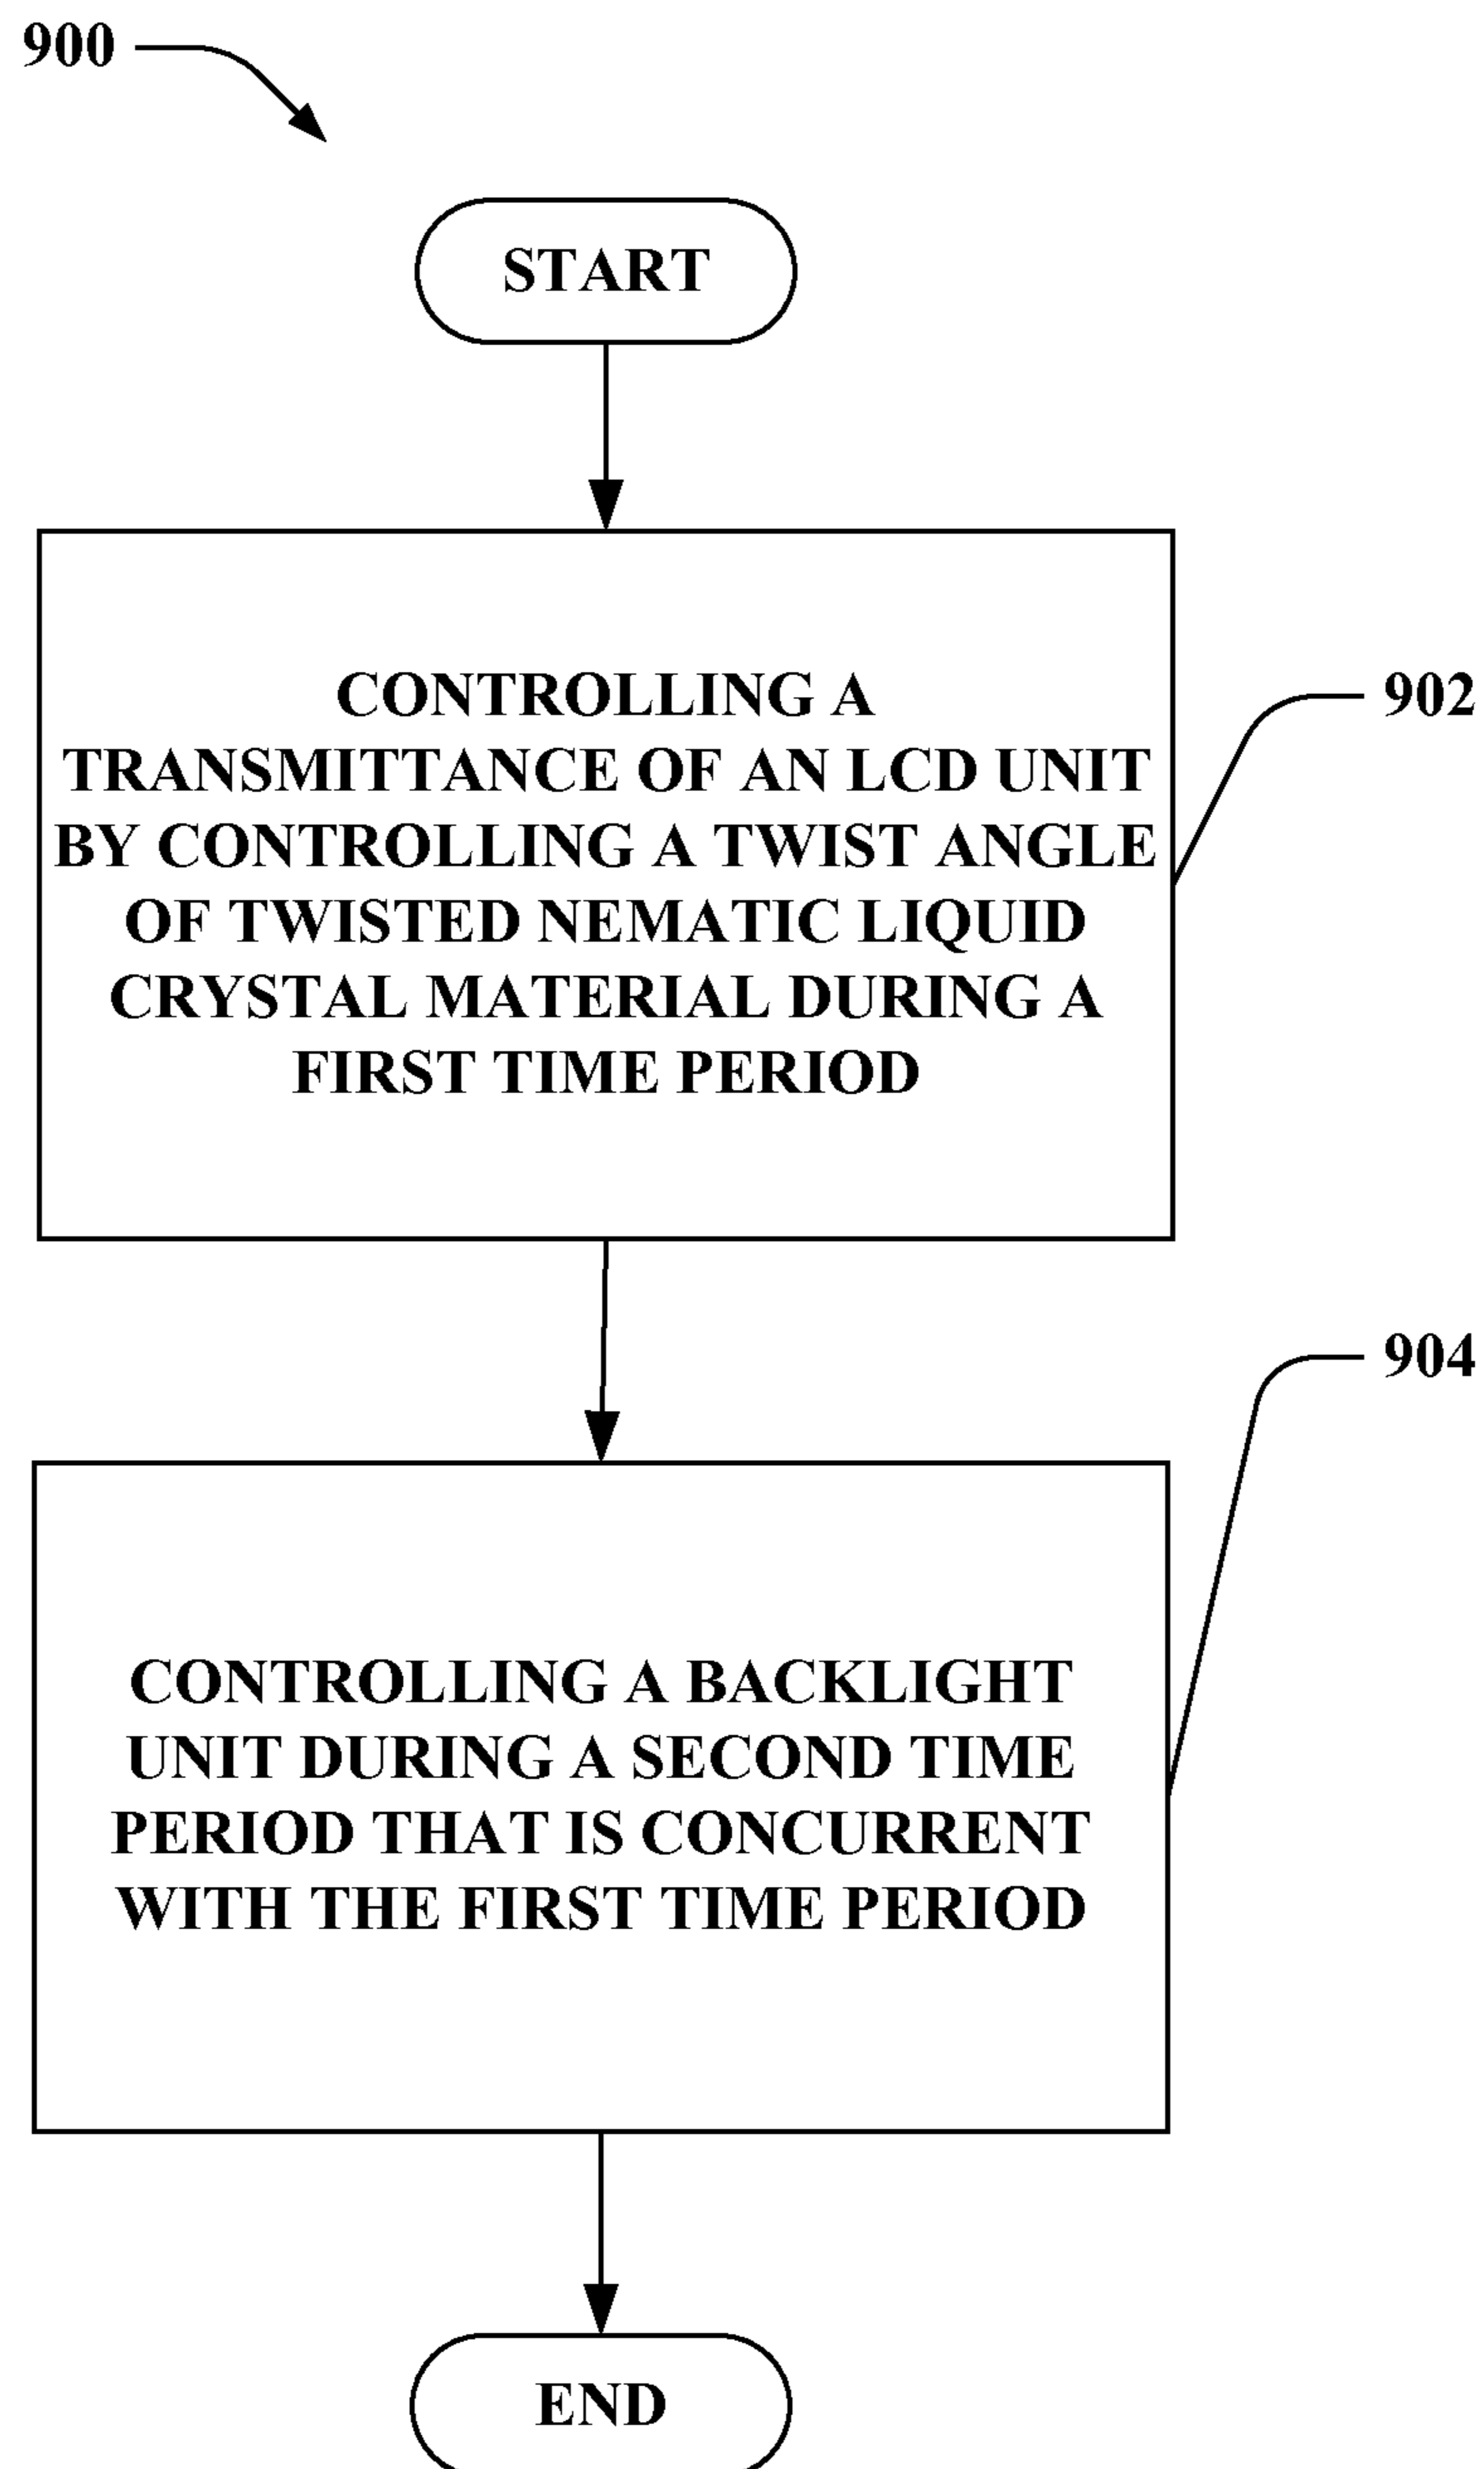 900
START
CONTROLLING A
TRANSMITTANCE OF AN LCD UNIT
BY CONTROLLING A TWIST ANGLE
OF TWISTED NEMATIC LIQUID
CRYSTAL MATERIAL DURING A
FIRST TIME PERIOD
902
CONTROLLING A BACKLIGHT
UNIT DURING A SECOND TIME
PERIOD THAT IS CONCURRENT
WITH THE FIRST TIME PERIOD
904
END